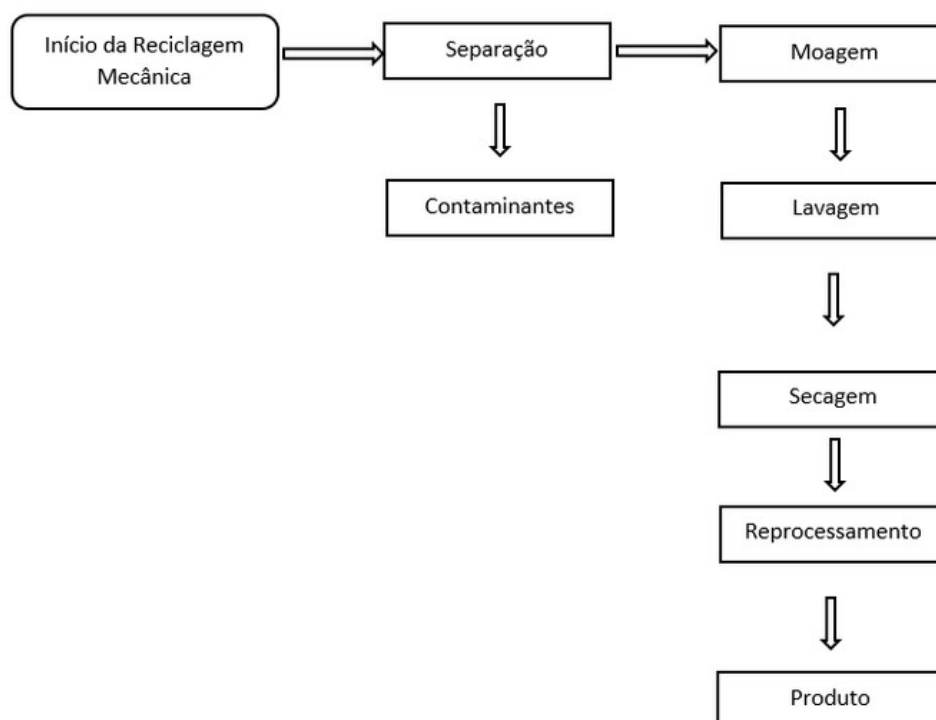 Início da Reciclagem
Mecânica
Separação
Moagem
Contaminantes
Lavagem
Secagem
Reprocessamento
Produto